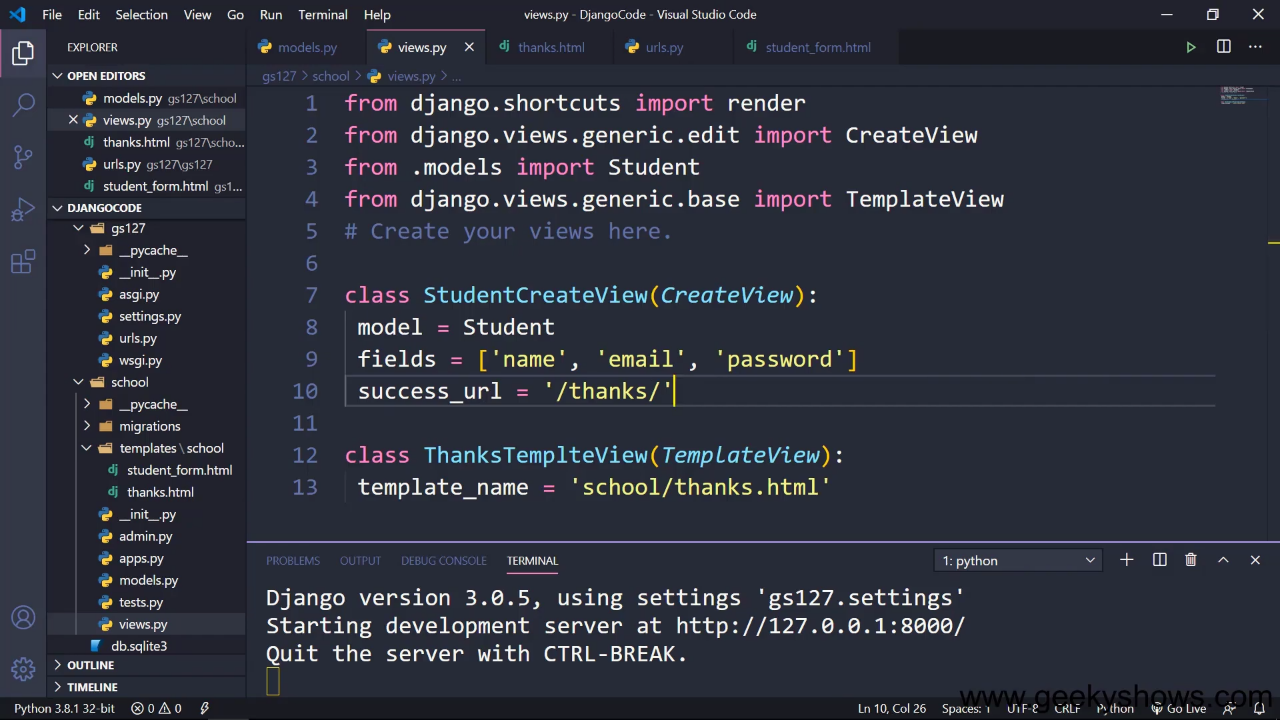 File Edit Selection View Go Run Terminal Help views.py - DjangoCode - Visual Studio Code
EXPLORER
models.py views.py thanks.html urls.py student_form.html
OPEN EDITORS
models.py gs127\school
views.py gs127\school
thanks.html gs127\scho...
urls.py gs127\gs127
student_form.html gs1...
DJANGOCODE
gs127
__pycache__
__init__.py
asgi.py
settings.py
urls.py
wsgi.py
school
__pycache__
migrations
templates \ school
student_form.html
thanks.html
__init__.py
admin.py
apps.py
models.py
tests.py
views.py
db.sqlite3
OUTLINE
TIMELINE
gs127 > school > views.py > ...
1 from django.shortcuts import render
2 from django.views.generic.edit import CreateView
3 from .models import Student
4 from django.views.generic.base import TemplateView
5 # Create your views here.
6
7 class StudentCreateView(CreateView):
8 model = Student
9 fields = ['name', 'email', 'password']
10 success_url = '/thanks/'
11
12 class ThanksTemplteView(TemplateView):
13 template_name = 'school/thanks.html'
PROBLEMS OUTPUT DEBUG CONSOLE TERMINAL 1: python
Django version 3.0.5, using settings 'gs127.settings'
Starting development server at http://127.0.0.1:8000/
Quit the server with CTRL-BREAK.
www.geekyshows.com
Python 3.8.1 32-bit 0 0 Ln 10, Col 26 Spaces: 1 UTF-8 CRLF Python Go Live